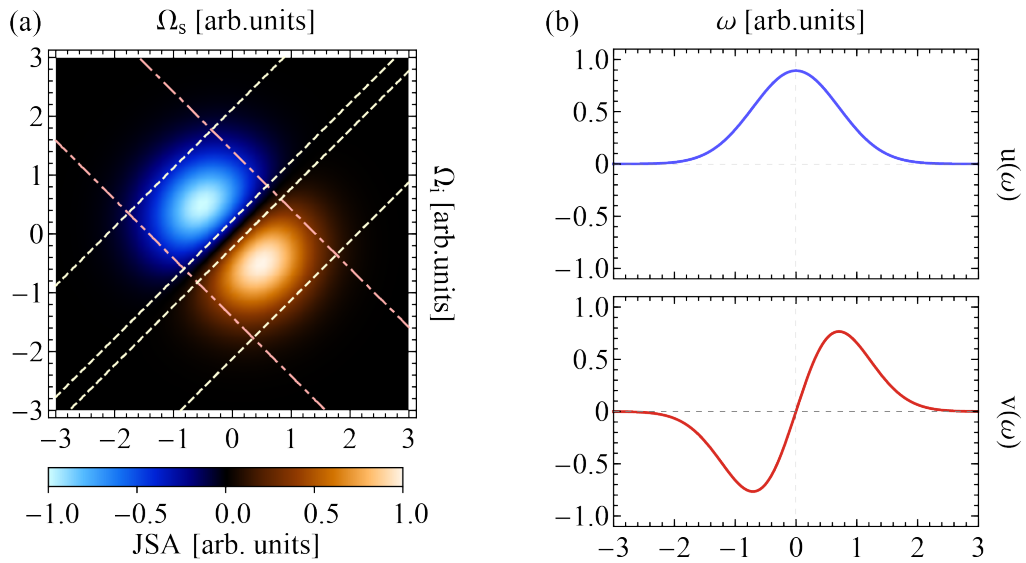 (a)
Ωs [arb.units]
3
2
1
0
−1
−2
−3
−3 −2 −1 0 1 2 3
Ωi [arb.units]
−1.0 −0.5 0.0 0.5 1.0
JSA [arb. units]
(b)
ω [arb.units]
1.0
0.5
0
−0.5
−1.0
u(ω)
1.0
0.5
0
−0.5
−1.0
v(ω)
−3 −2 −1 0 1 2 3